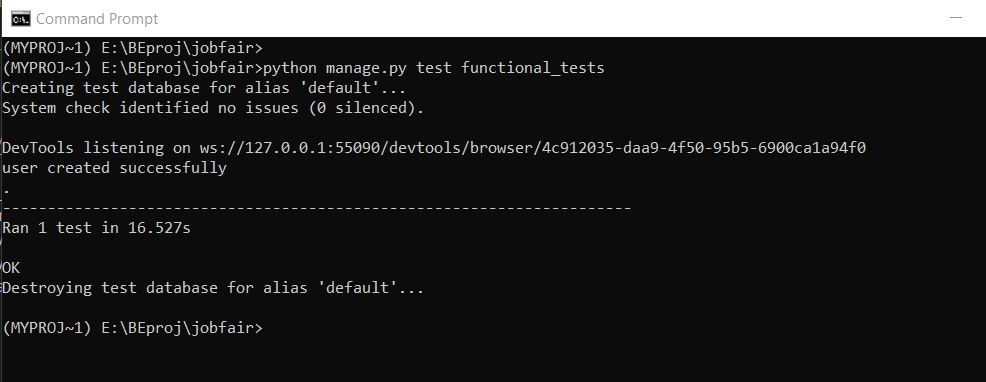 Command Prompt
(MYPROJ~1) E:\BEproj\jobfair>
(MYPROJ~1) E:\BEproj\jobfair>python manage.py test functional_tests
Creating test database for alias 'default'...
System check identified no issues (0 silenced).
DevTools listening on ws://127.0.0.1:55090/devtools/browser/4c912035-daa9-4f50-95b5-6900ca1a94f0
user created successfully
.
----------------------------------------------------------------------
Ran 1 test in 16.527s
OK
Destroying test database for alias 'default'...
(MYPROJ~1) E:\BEproj\jobfair>